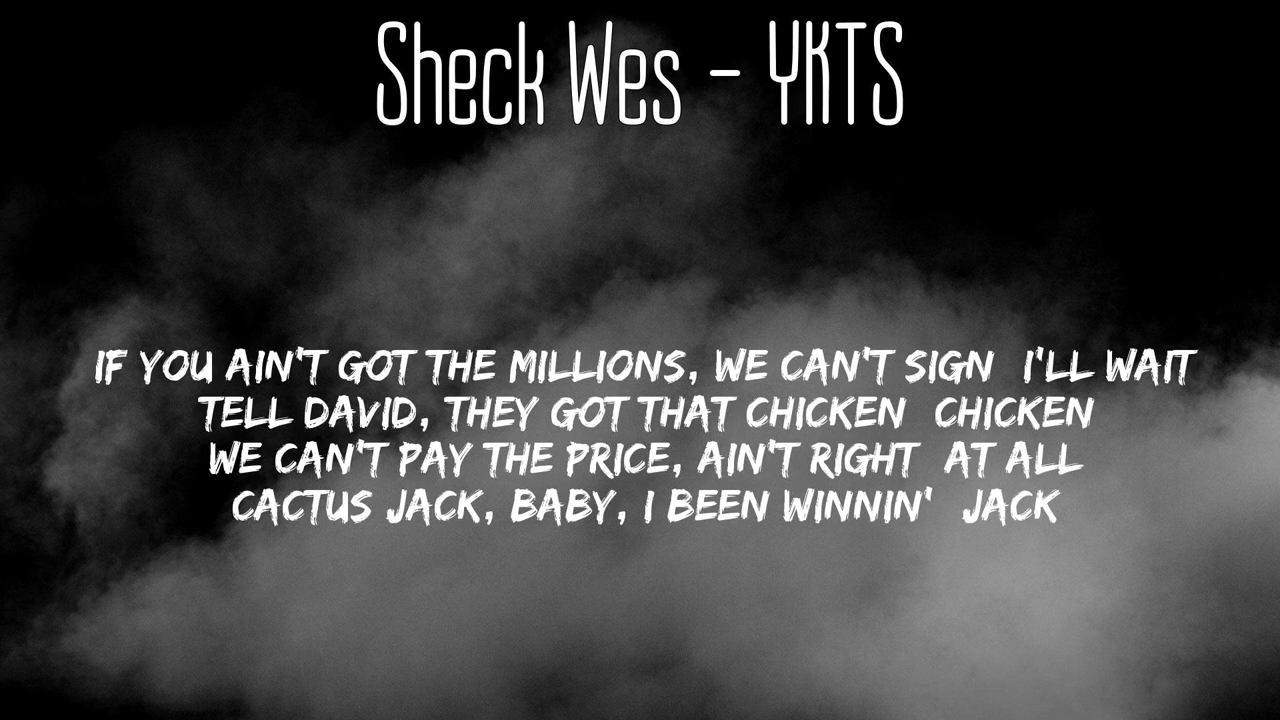 Sheck Wes - YKTS
IF YOU AIN'T GOT THE MILLIONS, WE CAN'T SIGN I'LL WAIT
TELL DAVID, THEY GOT THAT CHICKEN CHICKEN
WE CAN'T PAY THE PRICE, AIN'T RIGHT AT ALL
CACTUS JACK, BABY, I BEEN WINNIN' JACK